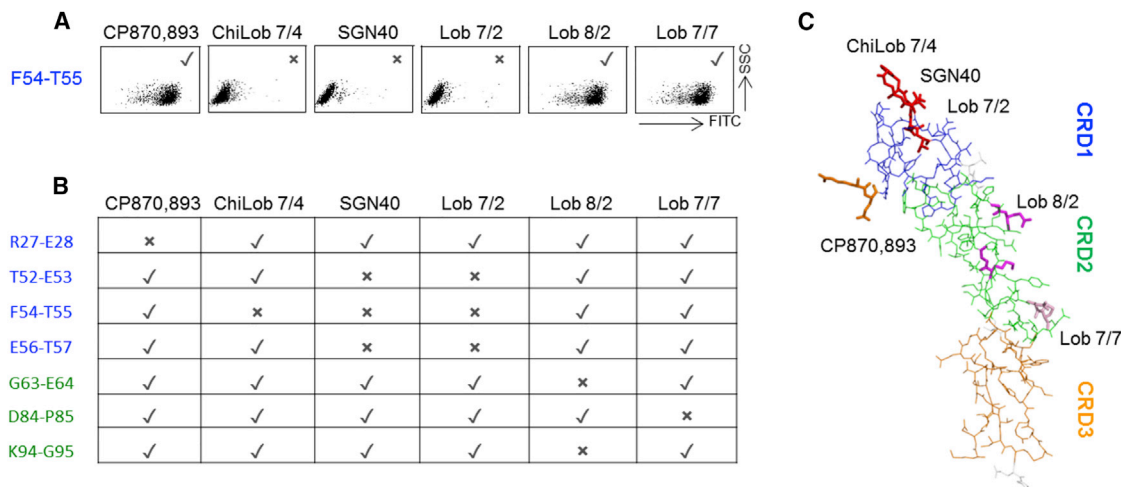 A
CP870,893 ChiLob 7/4 SGN40 Lob 7/2 Lob 8/2 Lob 7/7
F54-T55 ✓ × × × ✓ ✓
SSC
FITC
B
CP870,893 ChiLob 7/4 SGN40 Lob 7/2 Lob 8/2 Lob 7/7
R27-E28 × ✓ ✓ ✓ ✓ ✓
T52-E53 ✓ ✓ × × ✓ ✓
F54-T55 ✓ × × × ✓ ✓
E56-T57 ✓ ✓ × × ✓ ✓
G63-E64 ✓ ✓ ✓ ✓ × ✓
D84-P85 ✓ ✓ ✓ ✓ ✓ ×
K94-G95 ✓ ✓ ✓ ✓ × ✓
C
ChiLob 7/4
SGN40
Lob 7/2
CRD1
Lob 8/2
CP870,893
CRD2
Lob 7/7
CRD3